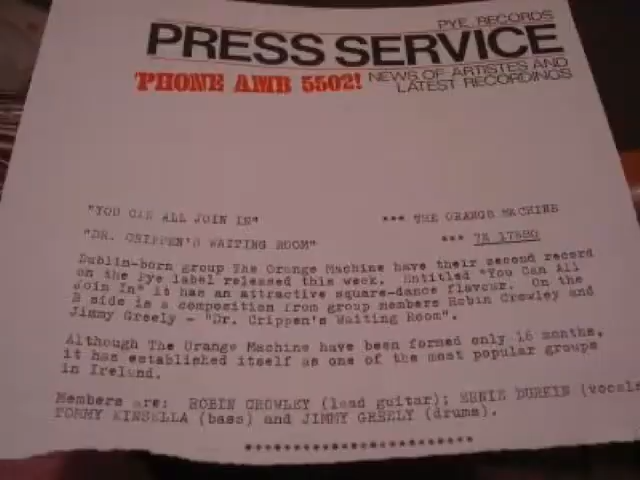 PYE RECORDS
PRESS SERVICE
'PHONE AMB 5502! NEWS OF ARTISTES AND
LATEST RECORDINGS
"YOU CAN ALL JOIN IN" *** THE ORANGE MACHINE
"DR. CRIPPEN'S WAITING ROOM" *** 7N 17680
Dublin-born group The Orange Machine have their second record
on the Pye label released this week. Entitled "You Can All
Join In" it has an attractive square-dance flavour. On the
B side is a composition from group members Robin Crowley and
Jimmy Greely - "Dr. Crippen's Waiting Room".
Although The Orange Machine have been formed only 16 months,
it has established itself as one of the most popular groups
in Ireland.
Members are: ROBIN CROWLEY (lead guitar); ERNIE DURKIN (vocals
TOMMY KINSELLA (bass) and JIMMY GREELY (drums).
************************